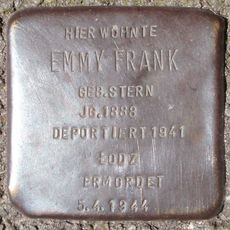 HIER WOHNTE
EMMY FRANK
GEB. STERN
JG. 1888
DEPORTIERT 1941
ŁODZ
ERMORDET
5.4.1944